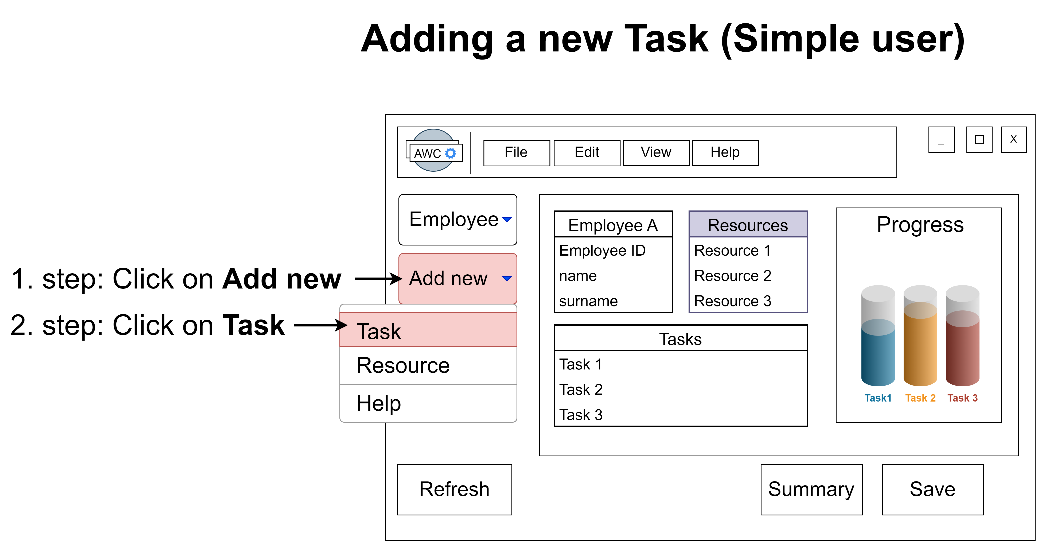 Adding a new Task (Simple user)
AWC
File
Edit
View
Help
_
X
Employee
1. step: Click on Add new
Add new
2. step: Click on Task
Task
Resource
Help
Employee A
Employee ID
name
surname
Resources
Resource 1
Resource 2
Resource 3
Tasks
Task 1
Task 2
Task 3
Progress
Task1
Task 2
Task 3
Refresh
Summary
Save